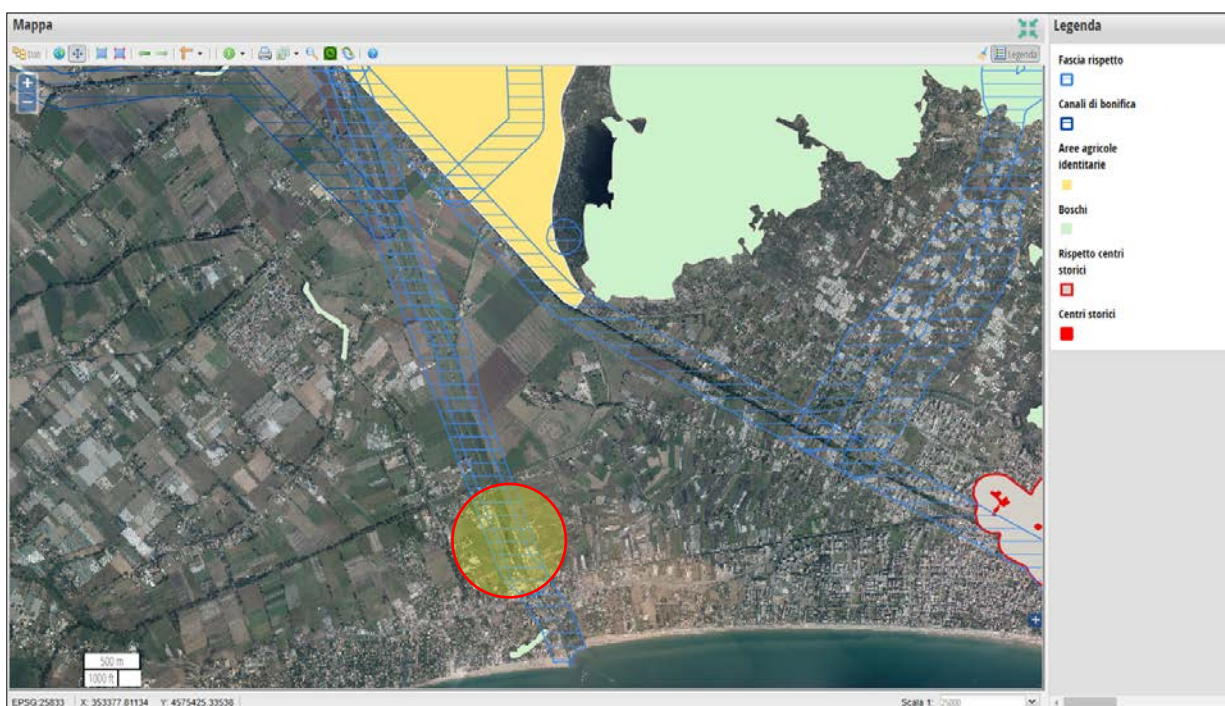 Mappa
Legenda
Legenda
+
−
Fascia rispetto
Canali di bonifica
Aree agricole
identitarie
Boschi
Rispetto centri
storici
Centri storici
500 m
1000 ft
+
EPSG:25833 X: 353377.81134 Y: 4575425.33538
Scala 1: 25000